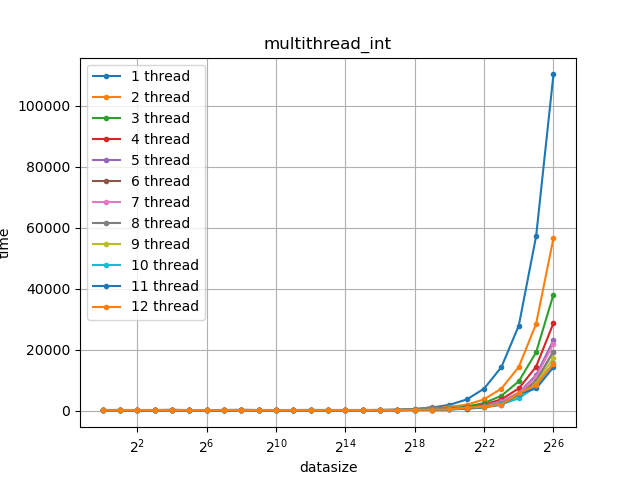 multithread_int
1 thread
2 thread
3 thread
4 thread
5 thread
6 thread
7 thread
8 thread
9 thread
10 thread
11 thread
12 thread
100000
80000
60000
40000
20000
0
time
2^2 2^6 2^10 2^14 2^18 2^22 2^26
datasize